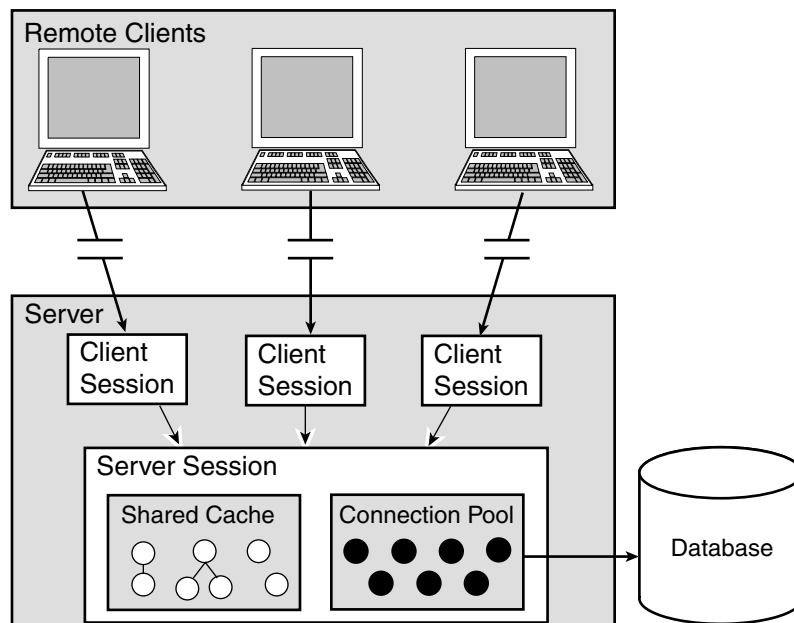 Remote Clients
Server
Client
Session
Client
Session
Client
Session
Server Session
Shared Cache
Connection Pool
Database